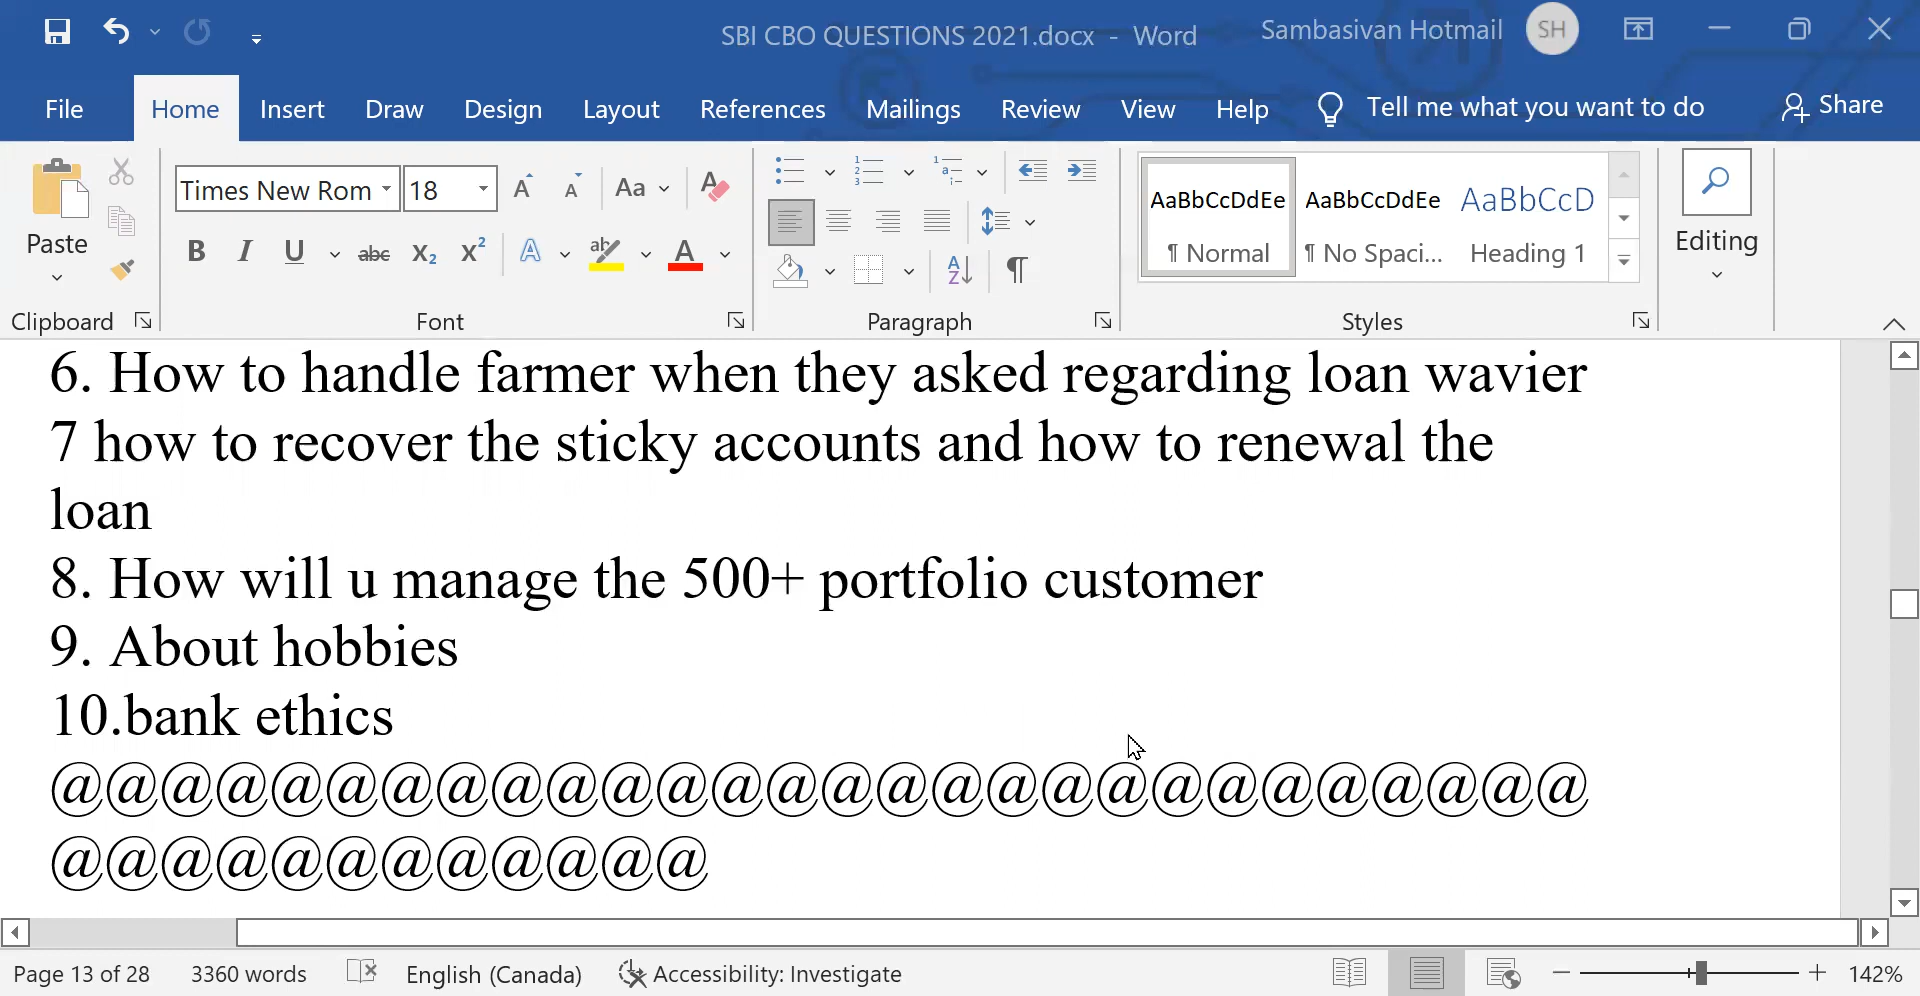 SBI CBO QUESTIONS 2021.docx - Word
Sambasivan Hotmail
SH
File Home Insert Draw Design Layout References Mailings Review View Help Tell me what you want to do Share
Paste
Times New Rom 18
Aa
B I U abc X₂ X² A ab A
AaBbCcDdEe AaBbCcDdEe AaBbCcD
¶ Normal ¶ No Spaci... Heading 1
Editing
Clipboard Font Paragraph Styles
6. How to handle farmer when they asked regarding loan wavier
7 how to recover the sticky accounts and how to renewal the
loan
8. How will u manage the 500+ portfolio customer
9. About hobbies
10.bank ethics
@@@@@@@@@@@@@@@@@@@@@@@@@@@@
@@@@@@@@@@@@
Page 13 of 28 3360 words English (Canada) Accessibility: Investigate 142%